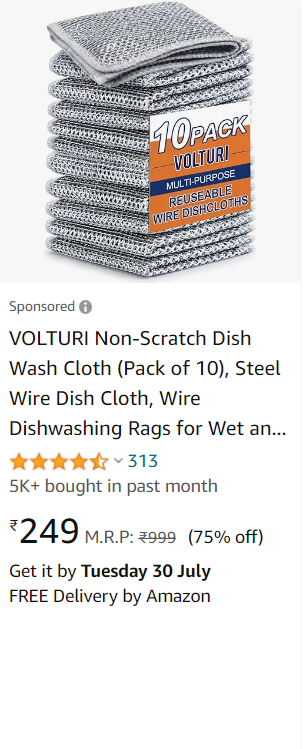 10PACK
VOLTURI
MULTI-PURPOSE
REUSEABLE
WIRE DISHCLOTHS
Sponsored
VOLTURI Non-Scratch Dish
Wash Cloth (Pack of 10), Steel
Wire Dish Cloth, Wire
Dishwashing Rags for Wet an...
313
5K+ bought in past month
₹249 M.R.P: ₹999 (75% off)
Get it by Tuesday 30 July
FREE Delivery by Amazon